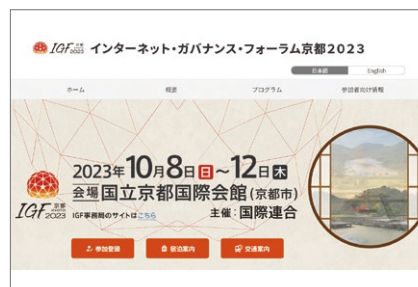 IGF 京都 2023 インターネット・ガバナンス・フォーラム京都2023
日本語 English
ホーム 概要 プログラム 参加者向け情報
2023年10月8日日～12日木
会場 国立京都国際会館(京都市)
主催:国際連合
IGF 京都 2023
IGF事務局のサイトはこちら
参加登録 宿泊案内 交通案内